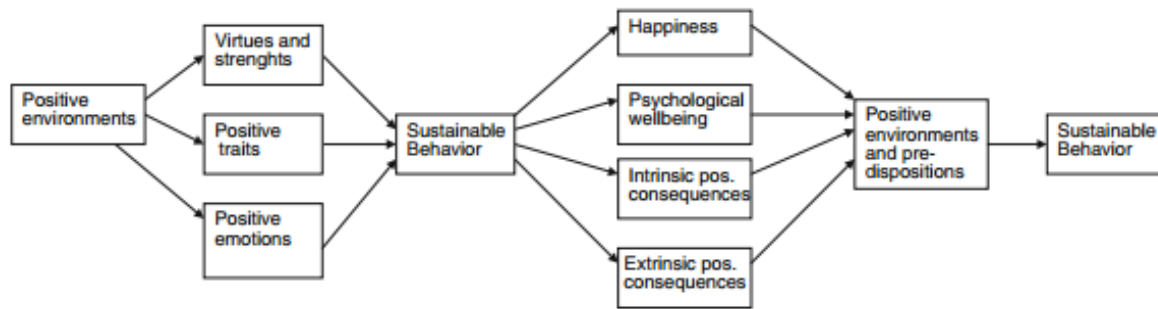 Positive
environments
Virtues and
strenghts
Positive
traits
Positive
emotions
Sustainable
Behavior
Happiness
Psychological
wellbeing
Intrinsic pos.
consequences
Extrinsic pos.
consequences
Positive
environments
and pre-
dispositions
Sustainable
Behavior